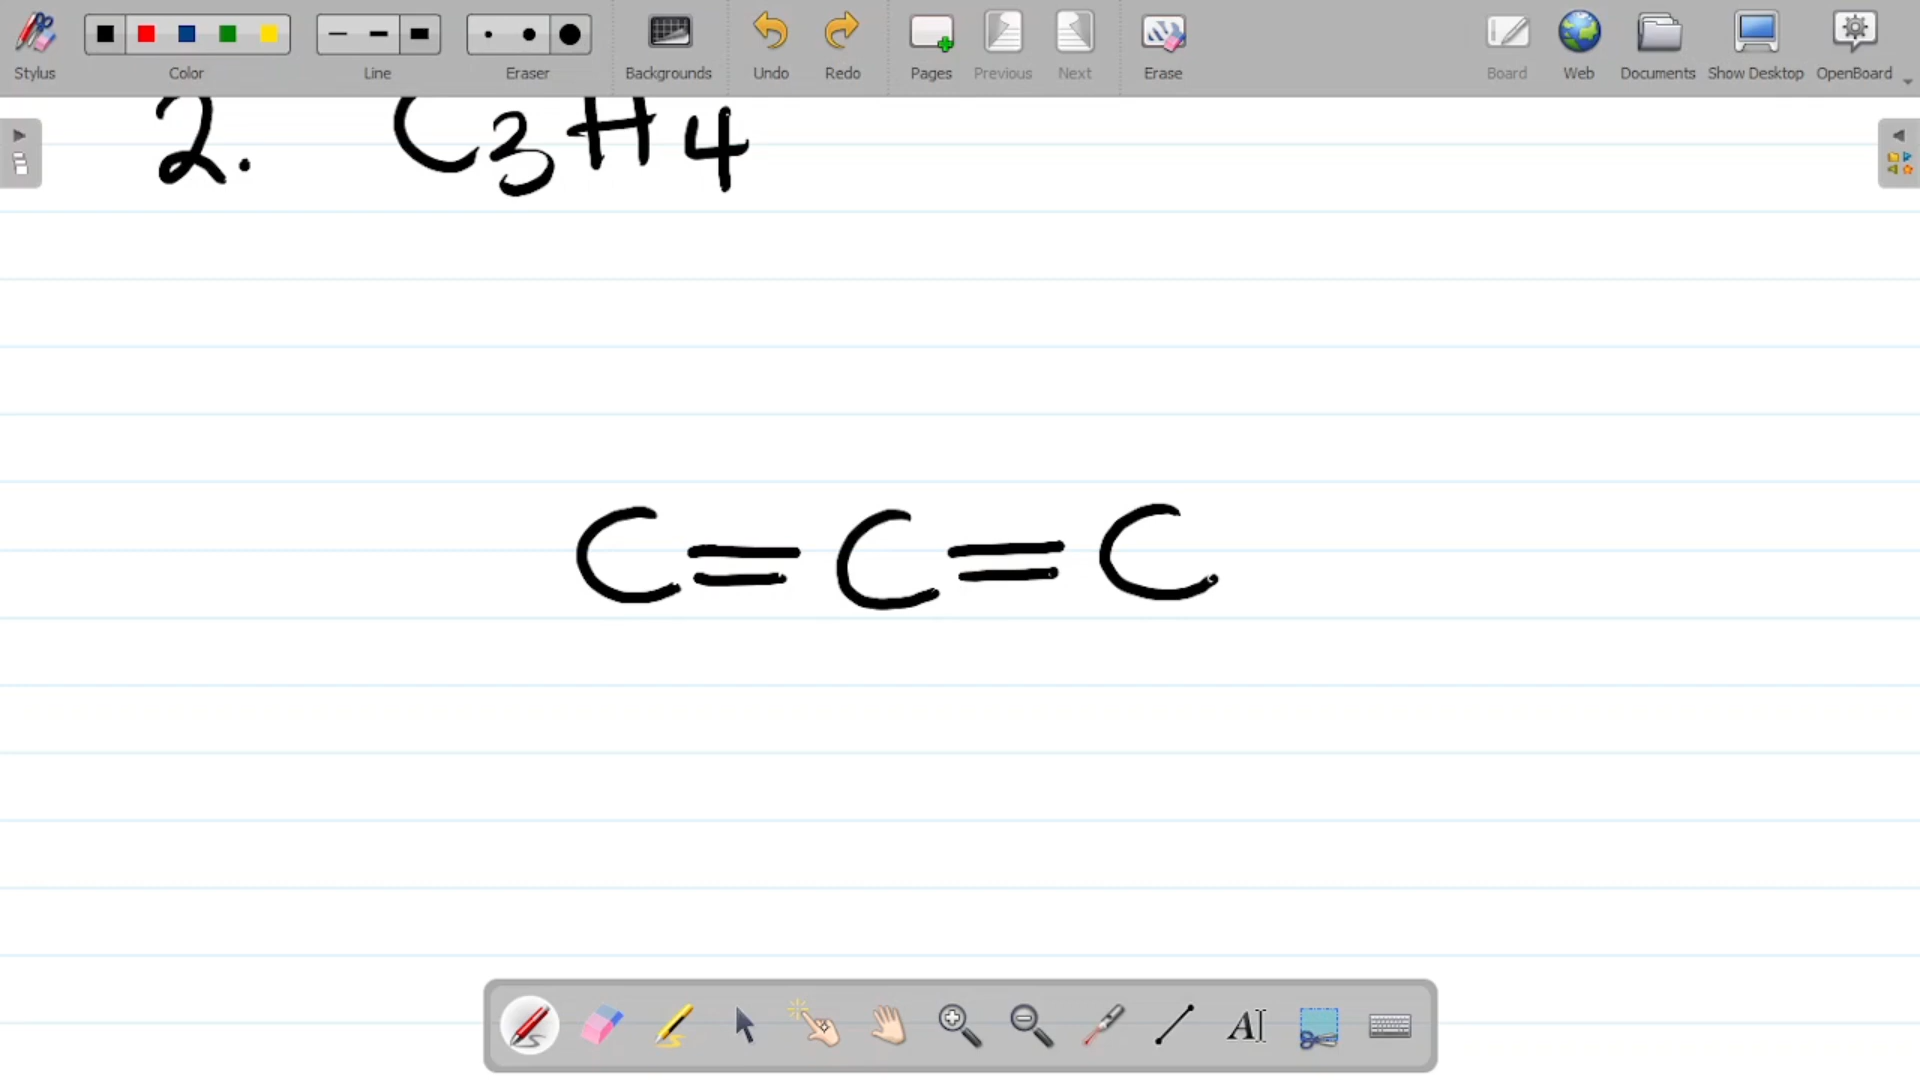 Stylus Color Line Eraser Backgrounds Undo Redo Pages Previous Next Erase Board Web Documents Show Desktop OpenBoard
2. C3H4
C=C=C